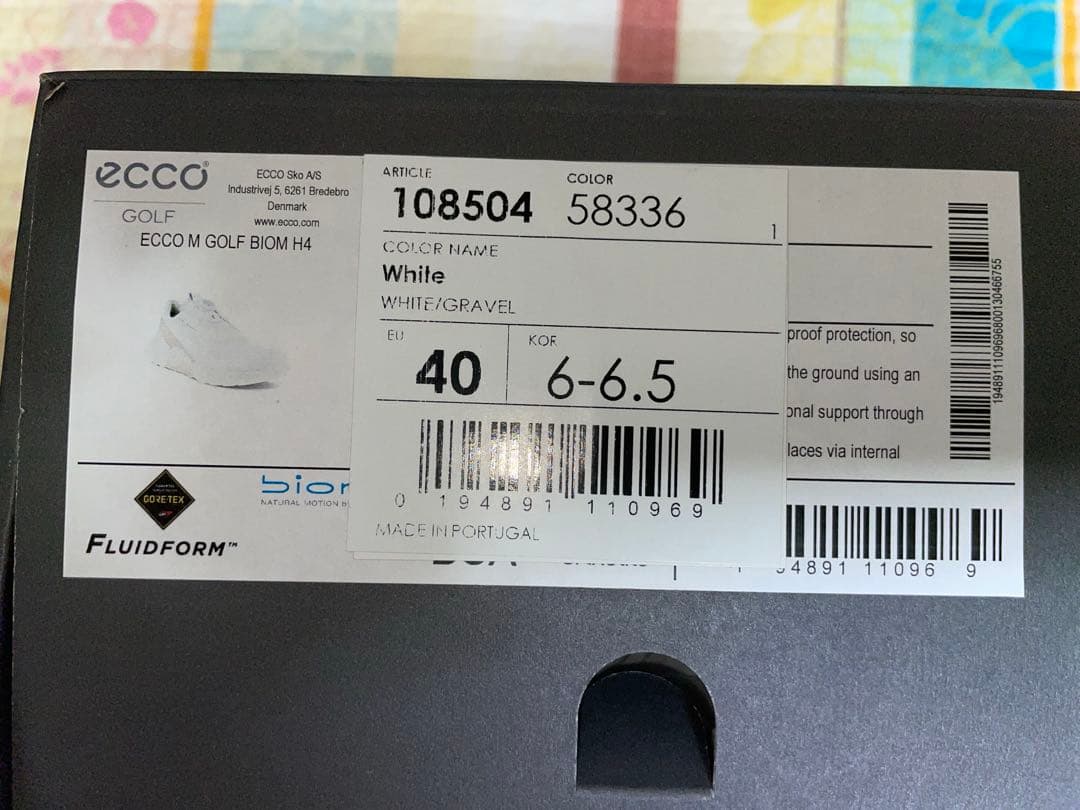 ecco®
GOLF
ECCO Sko A/S
Industrivej 5, 6261 Bredebro
Denmark
www.ecco.com
ECCO M GOLF BIOM H4
GORE-TEX
biom
NATURAL MOTION
FLUIDFORM™
ARTICLE
108504
COLOR
58336
1
COLOR NAME
White
WHITE/GRAVEL
EU
40
KOR
6-6.5
0 194891 110969
MADE IN PORTUGAL
proof protection, so
the ground using an
onal support through
laces via internal
1948911109696800130466755
94891 11096 9